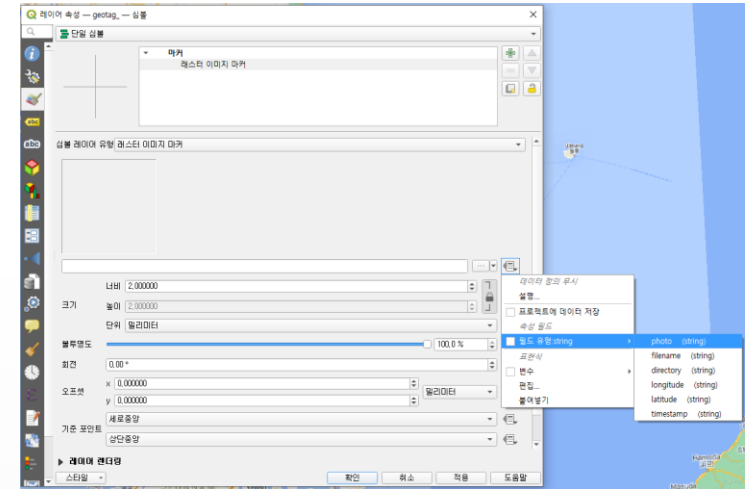 레이어 속성 — geotag_ — 심볼
단일 심볼
마커
래스터 이미지 마커
심볼 레이어 유형 래스터 이미지 마커
너비 2,000000
크기
높이 2,000000
단위 밀리미터
불투명도 100,0 %
회전 0,00 °
오프셋
x 0,000000
밀리미터
y 0,000000
기준 포인트
세로중앙
상단중앙
레이어 렌더링
스타일 확인 취소 적용 도움말
데이터 정의 무시
설명...
프로젝트에 데이터 저장
속성 필드
필드 유형:string
표현식
변수
편집...
붙여넣기
photo (string)
filename (string)
directory (string)
longitude (string)
latitude (string)
timestamp (string)
abc
abc